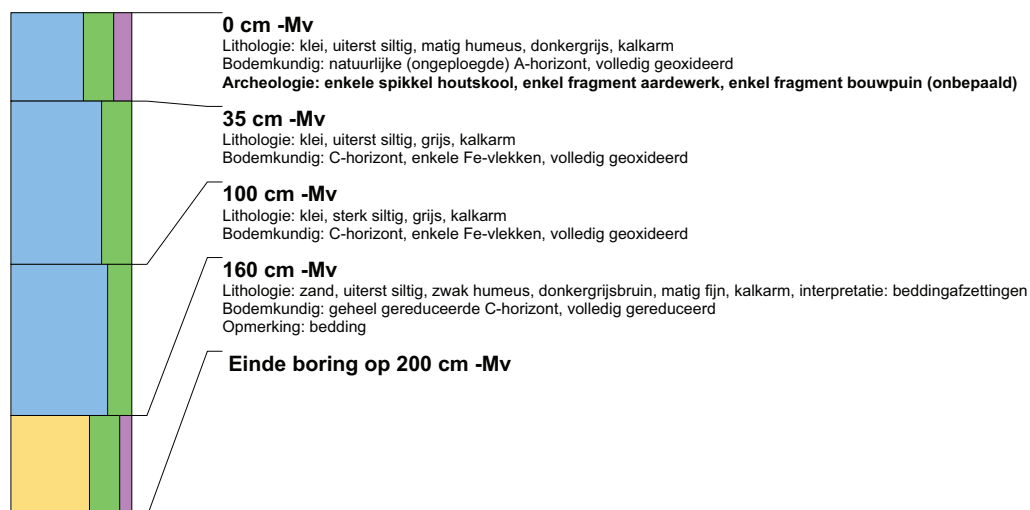 0 cm -Mv
Lithologie: klei, uiterst siltig, matig humeus, donkergrijs, kalkarm
Bodemkundig: natuurlijke (ongeploegde) A-horizont, volledig geoxideerd
Archeologie: enkele spikkel houtskool, enkel fragment aardewerk, enkel fragment bouwpuin (onbepaald)
35 cm -Mv
Lithologie: klei, uiterst siltig, grijs, kalkarm
Bodemkundig: C-horizont, enkele Fe-vlekken, volledig geoxideerd
100 cm -Mv
Lithologie: klei, sterk siltig, grijs, kalkarm
Bodemkundig: C-horizont, enkele Fe-vlekken, volledig geoxideerd
160 cm -Mv
Lithologie: zand, uiterst siltig, zwak humeus, donkergrijsbruin, matig fijn, kalkarm, interpretatie: beddingafzettingen
Bodemkundig: geheel gereduceerde C-horizont, volledig gereduceerd
Opmerking: bedding
Einde boring op 200 cm -Mv